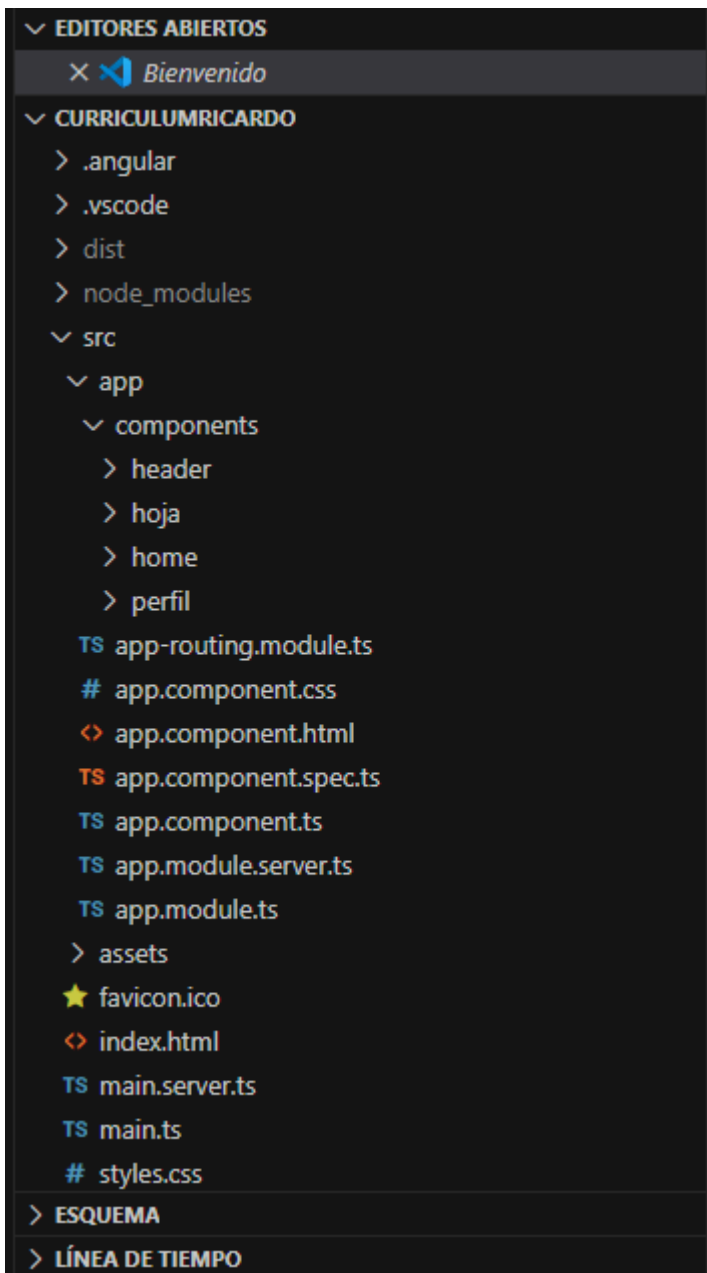 EDITORES ABIERTOS
Bienvenido
CURRICULUMRICARDO
.angular
.vscode
dist
node_modules
src
app
components
header
hoja
home
perfil
TS app-routing.module.ts
# app.component.css
<> app.component.html
TS app.component.spec.ts
TS app.component.ts
TS app.module.server.ts
TS app.module.ts
assets
favicon.ico
<> index.html
TS main.server.ts
TS main.ts
# styles.css
ESQUEMA
LÍNEA DE TIEMPO